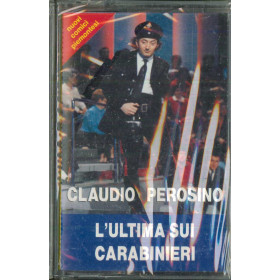 nuovi
comici
piemontesi
CLAUDIO PEROSINO
L'ULTIMA SUI
CARABINIERI